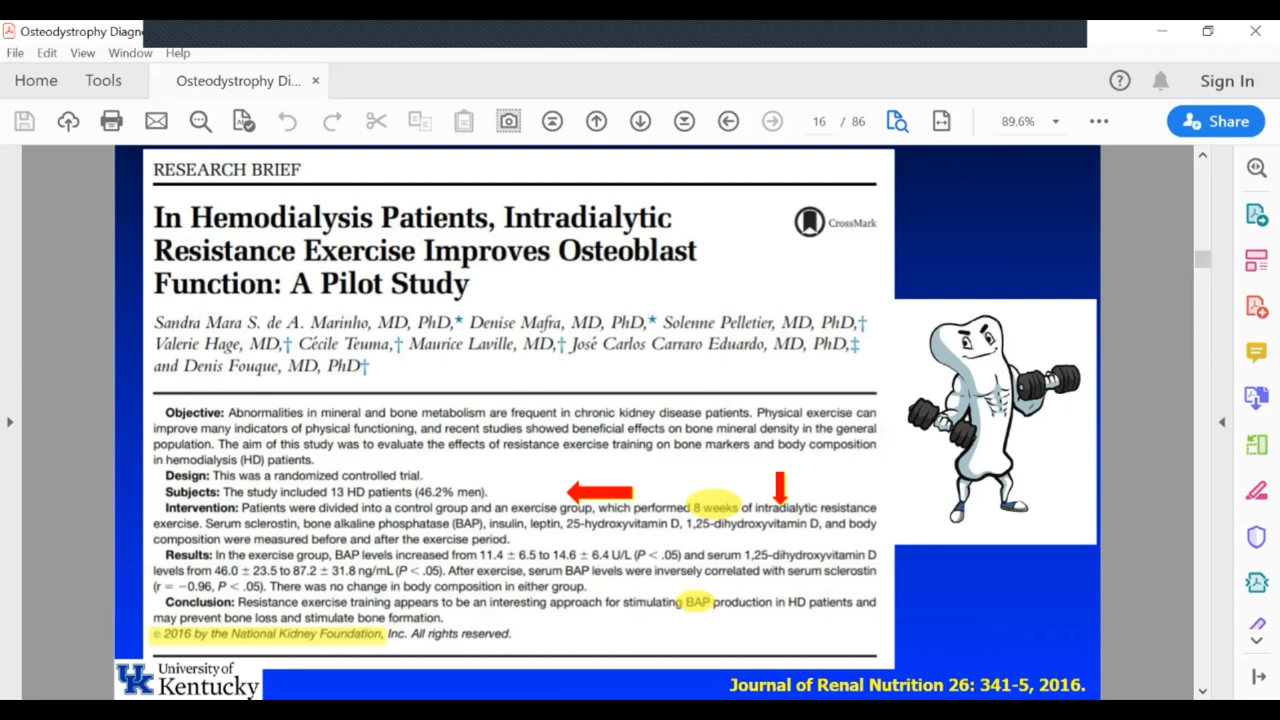 Osteodystrophy Diagn
File Edit View Window Help
Home Tools Osteodystrophy Di... × Sign In
16 / 86 89.6% Share
RESEARCH BRIEF
In Hemodialysis Patients, Intradialytic
Resistance Exercise Improves Osteoblast
Function: A Pilot Study
CrossMark
Sandra Mara S. de A. Marinho, MD, PhD,* Denise Mafra, MD, PhD,* Solenne Pelletier, MD, PhD,†
Valerie Hage, MD,† Cécile Teuma,† Maurice Laville, MD,† José Carlos Carraro Eduardo, MD, PhD,‡
and Denis Fouque, MD, PhD†
Objective: Abnormalities in mineral and bone metabolism are frequent in chronic kidney disease patients. Physical exercise can
improve many indicators of physical functioning, and recent studies showed beneficial effects on bone mineral density in the general
population. The aim of this study was to evaluate the effects of resistance exercise training on bone markers and body composition
in hemodialysis (HD) patients.
Design: This was a randomized controlled trial.
Subjects: The study included 13 HD patients (46.2% men).
Intervention: Patients were divided into a control group and an exercise group, which performed 8 weeks of intradialytic resistance
exercise. Serum sclerostin, bone alkaline phosphatase (BAP), insulin, leptin, 25-hydroxyvitamin D, 1,25-dihydroxyvitamin D, and body
composition were measured before and after the exercise period.
Results: In the exercise group, BAP levels increased from 11.4 ± 6.5 to 14.6 ± 6.4 U/L (P < .05) and serum 1,25-dihydroxyvitamin D
levels from 46.0 ± 23.5 to 87.2 ± 31.8 ng/mL (P < .05). After exercise, serum BAP levels were inversely correlated with serum sclerostin
(r = −0.96, P < .05). There was no change in body composition in either group.
Conclusion: Resistance exercise training appears to be an interesting approach for stimulating BAP production in HD patients and
may prevent bone loss and stimulate bone formation.
© 2016 by the National Kidney Foundation, Inc. All rights reserved.
UK University of
Kentucky
Journal of Renal Nutrition 26: 341-5, 2016.